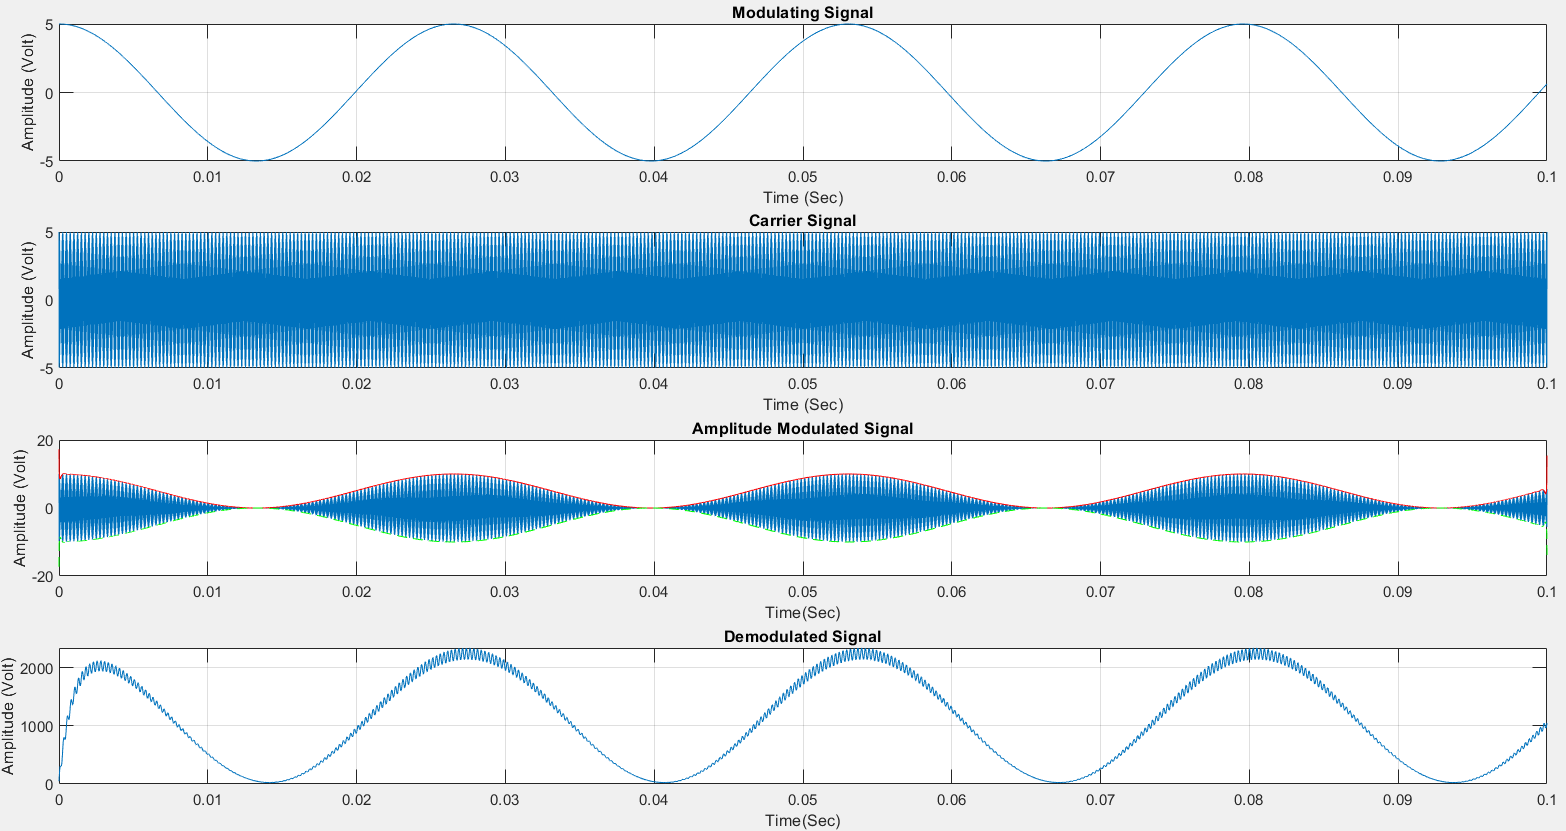 Modulating Signal
5
0
-5
Amplitude (Volt)
0 0.01 0.02 0.03 0.04 0.05 0.06 0.07 0.08 0.09 0.1
Time (Sec)
Carrier Signal
5
0
-5
Amplitude (Volt)
0 0.01 0.02 0.03 0.04 0.05 0.06 0.07 0.08 0.09 0.1
Time (Sec)
Amplitude Modulated Signal
20
0
-20
Amplitude (Volt)
0 0.01 0.02 0.03 0.04 0.05 0.06 0.07 0.08 0.09 0.1
Time(Sec)
Demodulated Signal
2000
1000
0
Amplitude (Volt)
0 0.01 0.02 0.03 0.04 0.05 0.06 0.07 0.08 0.09 0.1
Time(Sec)